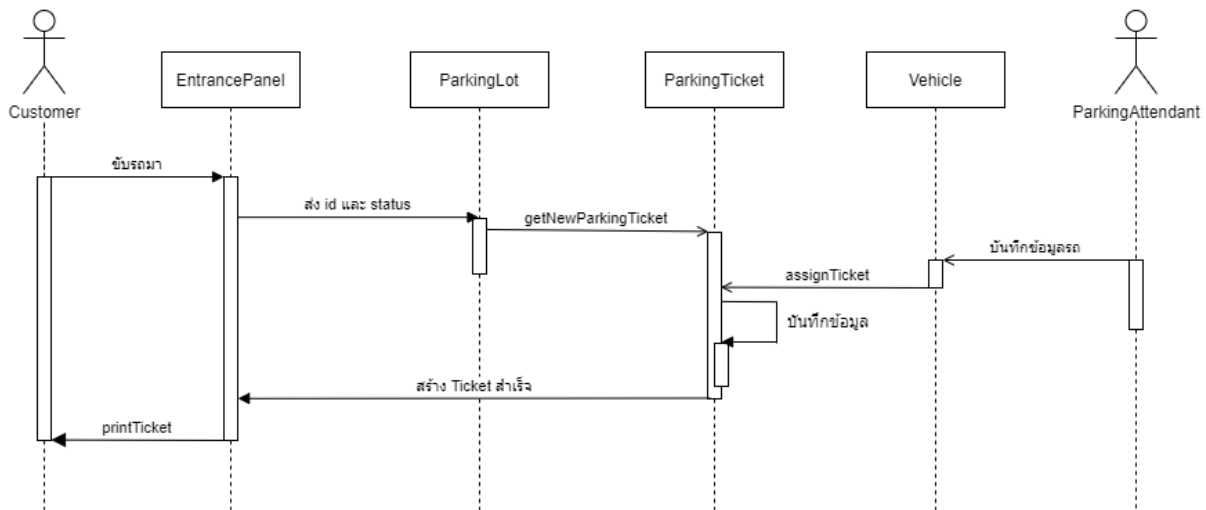 EntrancePanel
ParkingLot
ParkingTicket
Vehicle
Customer
ParkingAttendant
ขับรถมา
ส่ง id และ status
getNewParkingTicket
บันทึกข้อมูลรถ
assignTicket
บันทึกข้อมูล
สร้าง Ticket สำเร็จ
printTicket